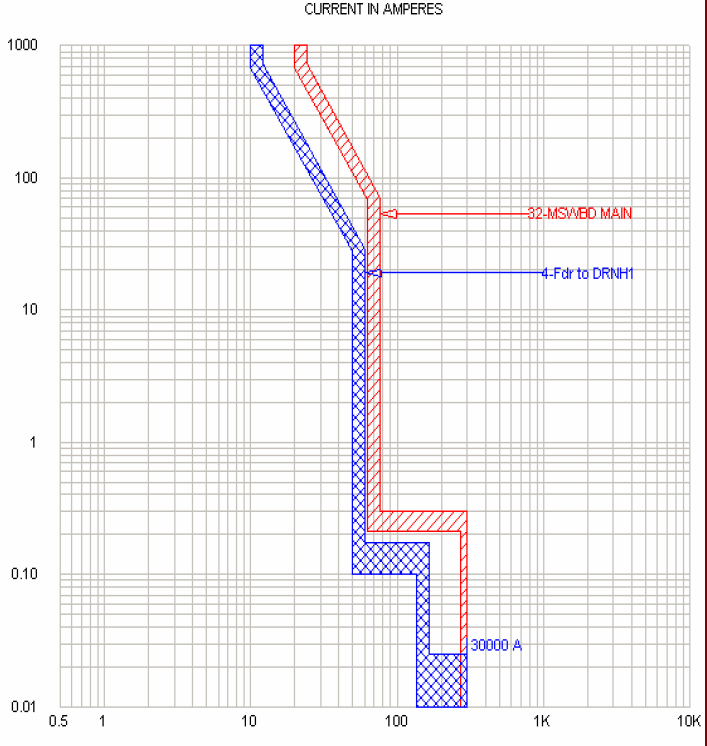 CURRENT IN AMPERES
1000
100
32-MSWBD MAIN
4-Fdr to DRNH1
10
1
0.10
30000 A
0.01
0.5 1 10 100 1K 10K